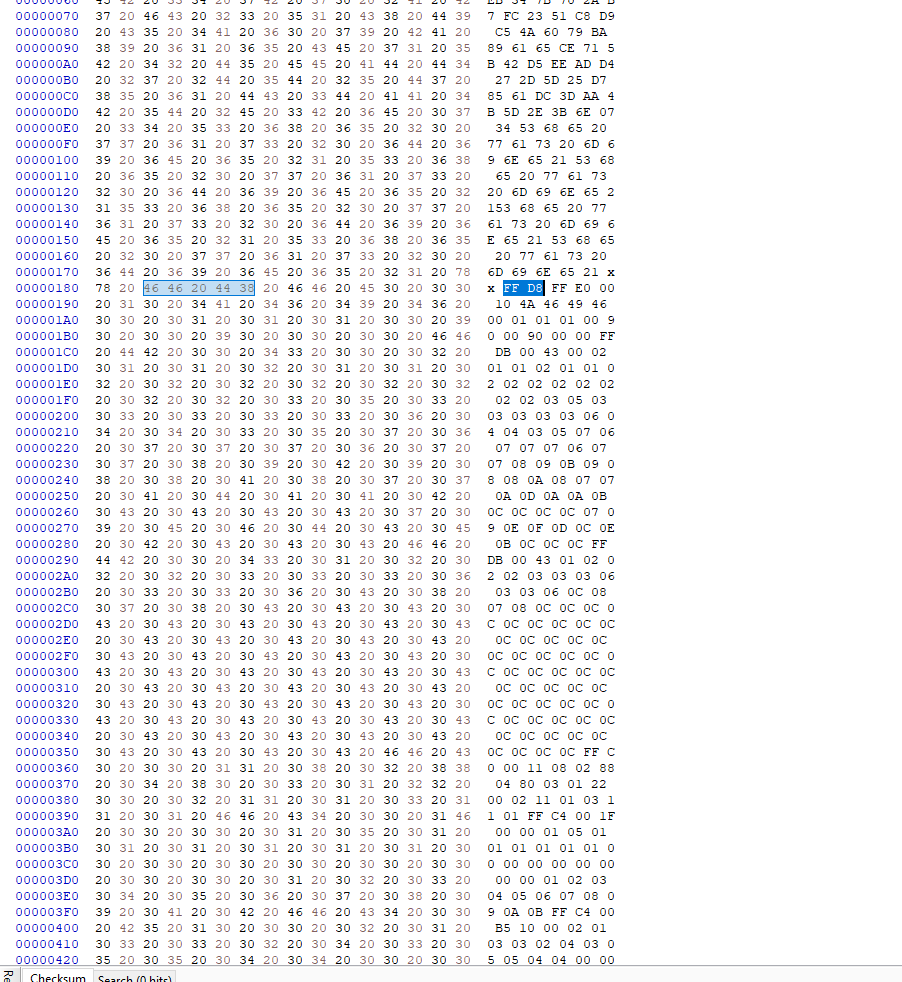 00000070 37 20 46 43 20 32 33 20 35 31 20 43 38 20 44 39 7 FC 23 51 C8 D9
00000080 20 43 35 20 34 41 20 36 30 20 37 39 20 42 41 20 C5 4A 60 79 BA
00000090 38 39 20 36 31 20 36 35 20 43 45 20 37 31 20 35 89 61 65 CE 71 5
000000A0 42 20 34 32 20 44 35 20 45 45 20 41 44 20 44 34 B 42 D5 EE AD D4
000000B0 20 32 37 20 32 44 20 35 44 20 32 35 20 44 37 20 27 2D 5D 25 D7
000000C0 38 35 20 36 31 20 44 43 20 33 44 20 41 41 20 34 85 61 DC 3D AA 4
000000D0 42 20 35 44 20 32 45 20 33 42 20 36 45 20 30 37 B 5D 2E 3B 6E 07
000000E0 20 33 34 20 35 33 20 36 38 20 36 35 20 32 30 20 34 53 68 65 20
000000F0 37 37 20 36 31 20 37 33 20 32 30 20 36 44 20 36 77 61 73 20 6D 6
00000100 39 20 36 45 20 36 35 20 32 31 20 35 33 20 36 38 9 6E 65 21 53 68
00000110 20 36 35 20 32 30 20 37 37 20 36 31 20 37 33 20 65 20 77 61 73
00000120 32 30 20 36 44 20 36 39 20 36 45 20 36 35 20 32 20 6D 69 6E 65 2
00000130 31 35 33 20 36 38 20 36 35 20 32 30 20 37 37 20 153 68 65 20 77
00000140 36 31 20 37 33 20 32 30 20 36 44 20 36 39 20 36 61 73 20 6D 69 6
00000150 45 20 36 35 20 32 31 20 35 33 20 36 38 20 36 35 E 65 21 53 68 65
00000160 20 32 30 20 37 37 20 36 31 20 37 33 20 32 30 20 20 77 61 73 20
00000170 36 44 20 36 39 20 36 45 20 36 35 20 32 31 20 78 6D 69 6E 65 21 x
00000180 78 20 46 46 20 44 38 20 46 46 20 45 30 20 30 30 x FF D8 FF E0 00
00000190 20 31 30 20 34 41 20 34 36 20 34 39 20 34 36 20 10 4A 46 49 46
000001A0 30 30 20 30 31 20 30 31 20 30 31 20 30 30 20 39 00 01 01 01 00 9
000001B0 30 20 30 30 20 39 30 20 30 30 20 30 30 20 46 46 0 00 90 00 00 FF
000001C0 20 44 42 20 30 30 20 34 33 20 30 30 20 30 32 20 DB 00 43 00 02
000001D0 30 31 20 30 31 20 30 32 20 30 31 20 30 31 20 30 01 01 02 01 01 0
000001E0 32 20 30 32 20 30 32 20 30 32 20 30 32 20 30 32 2 02 02 02 02 02
000001F0 20 30 32 20 30 32 20 30 33 20 30 35 20 30 33 20 02 02 03 05 03
00000200 30 33 20 30 33 20 30 33 20 30 33 20 30 36 20 30 03 03 03 03 06 0
00000210 34 20 30 34 20 30 33 20 30 35 20 30 37 20 30 36 4 04 03 05 07 06
00000220 20 30 37 20 30 37 20 30 37 20 30 36 20 30 37 20 07 07 07 06 07
00000230 30 37 20 30 38 20 30 39 20 30 42 20 30 39 20 30 07 08 09 0B 09 0
00000240 38 20 30 38 20 30 41 20 30 38 20 30 37 20 30 37 8 08 0A 08 07 07
00000250 20 30 41 20 30 44 20 30 41 20 30 41 20 30 42 20 0A 0D 0A 0A 0B
00000260 30 43 20 30 43 20 30 43 20 30 43 20 30 37 20 30 0C 0C 0C 0C 07 0
00000270 39 20 30 45 20 30 46 20 30 44 20 30 43 20 30 45 9 0E 0F 0D 0C 0E
00000280 20 30 42 20 30 43 20 30 43 20 30 43 20 46 46 20 0B 0C 0C 0C FF
00000290 44 42 20 30 30 20 34 33 20 30 31 20 30 32 20 30 DB 00 43 01 02 0
000002A0 32 20 30 32 20 30 33 20 30 33 20 30 33 20 30 36 2 02 03 03 03 06
000002B0 20 30 33 20 30 33 20 30 36 20 30 43 20 30 38 20 03 03 06 0C 08
000002C0 30 37 20 30 38 20 30 43 20 30 43 20 30 43 20 30 07 08 0C 0C 0C 0
000002D0 43 20 30 43 20 30 43 20 30 43 20 30 43 20 30 43 C 0C 0C 0C 0C 0C
000002E0 20 30 43 20 30 43 20 30 43 20 30 43 20 30 43 20 0C 0C 0C 0C 0C
000002F0 30 43 20 30 43 20 30 43 20 30 43 20 30 43 20 30 0C 0C 0C 0C 0C 0
00000300 43 20 30 43 20 30 43 20 30 43 20 30 43 20 30 43 C 0C 0C 0C 0C 0C
00000310 20 30 43 20 30 43 20 30 43 20 30 43 20 30 43 20 0C 0C 0C 0C 0C
00000320 30 43 20 30 43 20 30 43 20 30 43 20 30 43 20 30 0C 0C 0C 0C 0C 0
00000330 43 20 30 43 20 30 43 20 30 43 20 30 43 20 30 43 C 0C 0C 0C 0C 0C
00000340 20 30 43 20 30 43 20 30 43 20 30 43 20 30 43 20 0C 0C 0C 0C 0C
00000350 30 43 20 30 43 20 30 43 20 30 43 20 46 46 20 43 0C 0C 0C 0C FF C
00000360 30 20 30 30 20 31 31 20 30 38 20 30 32 20 38 38 0 00 11 08 02 88
00000370 20 30 34 20 38 30 20 30 33 20 30 31 20 32 32 20 04 80 03 01 22
00000380 30 30 20 30 32 20 31 31 20 30 31 20 30 33 20 31 00 02 11 01 03 1
00000390 31 20 30 31 20 46 46 20 43 34 20 30 30 20 31 46 1 01 FF C4 00 1F
000003A0 20 30 30 20 30 30 20 30 31 20 30 35 20 30 31 20 00 00 01 05 01
000003B0 30 31 20 30 31 20 30 31 20 30 31 20 30 31 20 30 01 01 01 01 01 0
000003C0 30 20 30 30 20 30 30 20 30 30 20 30 30 20 30 30 0 00 00 00 00 00
000003D0 20 30 30 20 30 30 20 30 31 20 30 32 20 30 33 20 00 00 01 02 03
000003E0 30 34 20 30 35 20 30 36 20 30 37 20 30 38 20 30 04 05 06 07 08 0
000003F0 39 20 30 41 20 30 42 20 46 46 20 43 34 20 30 30 9 0A 0B FF C4 00
00000400 20 42 35 20 31 30 20 30 30 20 30 32 20 30 31 20 B5 10 00 02 01
00000410 30 33 20 30 33 20 30 32 20 30 34 20 30 33 20 30 03 03 02 04 03 0
00000420 35 20 30 35 20 30 34 20 30 34 20 30 30 20 30 30 5 05 04 04 00 00
Re
Checksum Search (0 hits)